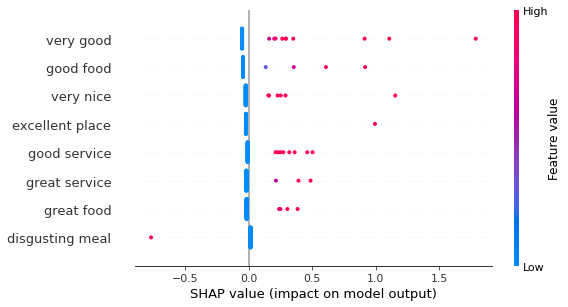 High
very good
good food
very nice
excellent place
good service
great service
great food
disgusting meal
Feature value
Low
−0.5 0.0 0.5 1.0 1.5
SHAP value (impact on model output)